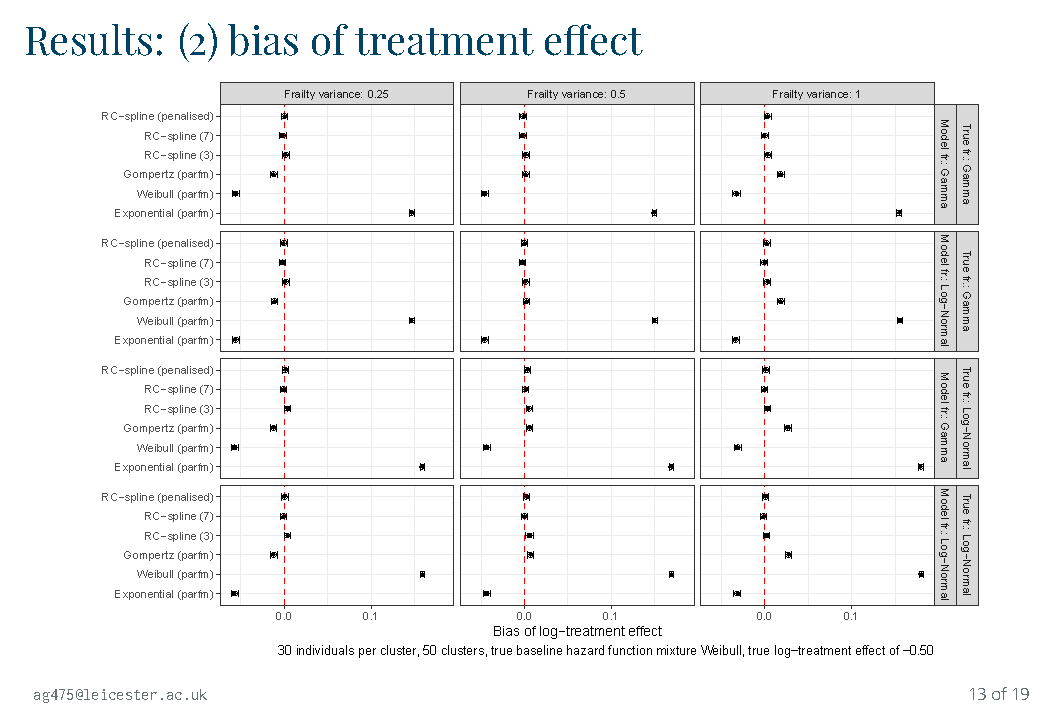 Results: (2) bias of treatment effect
Frailty variance: 0.25
Frailty variance: 0.5
Frailty variance: 1
RC−spline (penalised)
RC−spline (7)
RC−spline (3)
Gompertz (parfm)
Weibull (parfm)
Exponential (parfm)
Model fr.: Gamma
True fr.: Gamma
RC−spline (penalised)
RC−spline (7)
RC−spline (3)
Gompertz (parfm)
Weibull (parfm)
Exponential (parfm)
Model fr.: Log−Normal
True fr.: Gamma
RC−spline (penalised)
RC−spline (7)
RC−spline (3)
Gompertz (parfm)
Weibull (parfm)
Exponential (parfm)
Model fr.: Gamma
True fr.: Log−Normal
RC−spline (penalised)
RC−spline (7)
RC−spline (3)
Gompertz (parfm)
Weibull (parfm)
Exponential (parfm)
Model fr.: Log−Normal
True fr.: Log−Normal
0.0 0.1 0.0 0.1 0.0 0.1
Bias of log−treatment effect
30 individuals per cluster, 50 clusters, true baseline hazard function mixture Weibull, true log−treatment effect of −0.50
ag475@leicester.ac.uk
13 of 19